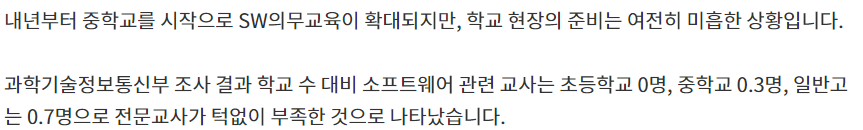 내년부터 중학교를 시작으로 SW의무교육이 확대되지만, 학교 현장의 준비는 여전히 미흡한 상황입니다.
과학기술정보통신부 조사 결과 학교 수 대비 소프트웨어 관련 교사는 초등학교 0명, 중학교 0.3명, 일반고
는 0.7명으로 전문교사가 턱없이 부족한 것으로 나타났습니다.